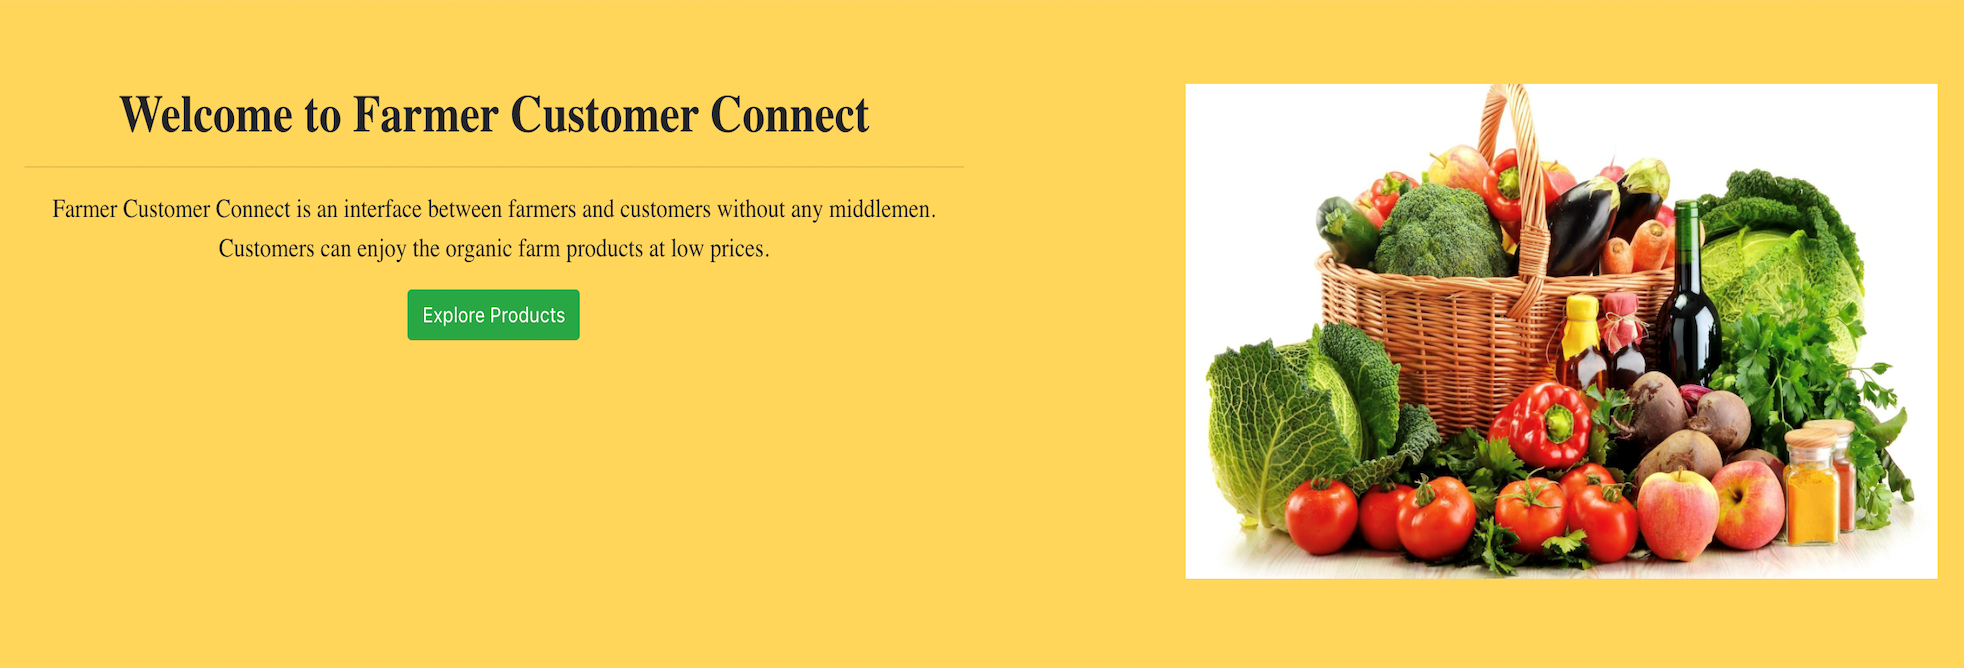 Welcome to Farmer Customer Connect
Farmer Customer Connect is an interface between farmers and customers without any middlemen.
Customers can enjoy the organic farm products at low prices.
Explore Products